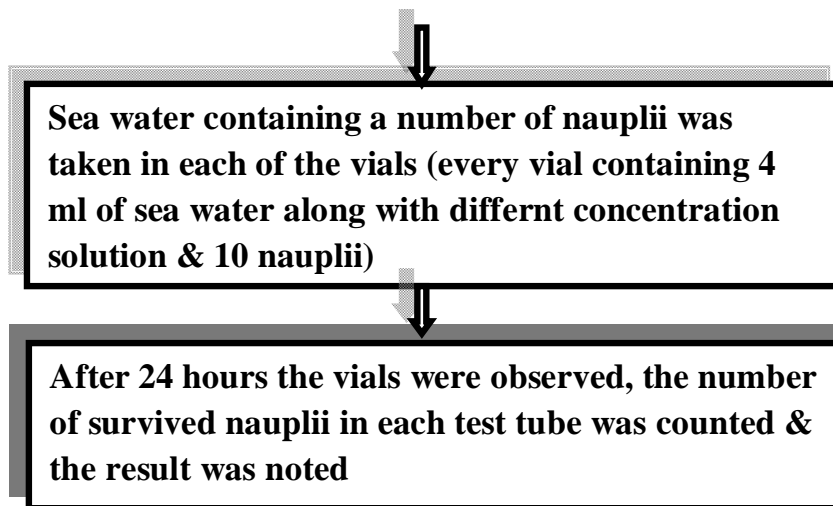 Sea water containing a number of nauplii was
taken in each of the vials (every vial containing 4
ml of sea water along with differnt concentration
solution & 10 nauplii)
After 24 hours the vials were observed, the number
of survived nauplii in each test tube was counted &
the result was noted